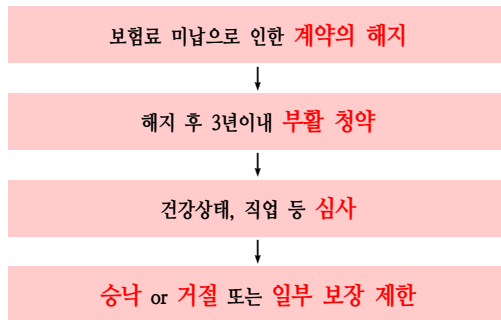 보험료 미납으로 인한 계약의 해지
해지 후 3년이내 부활 청약
건강상태, 직업 등 심사
승낙 or 거절 또는 일부 보장 제한